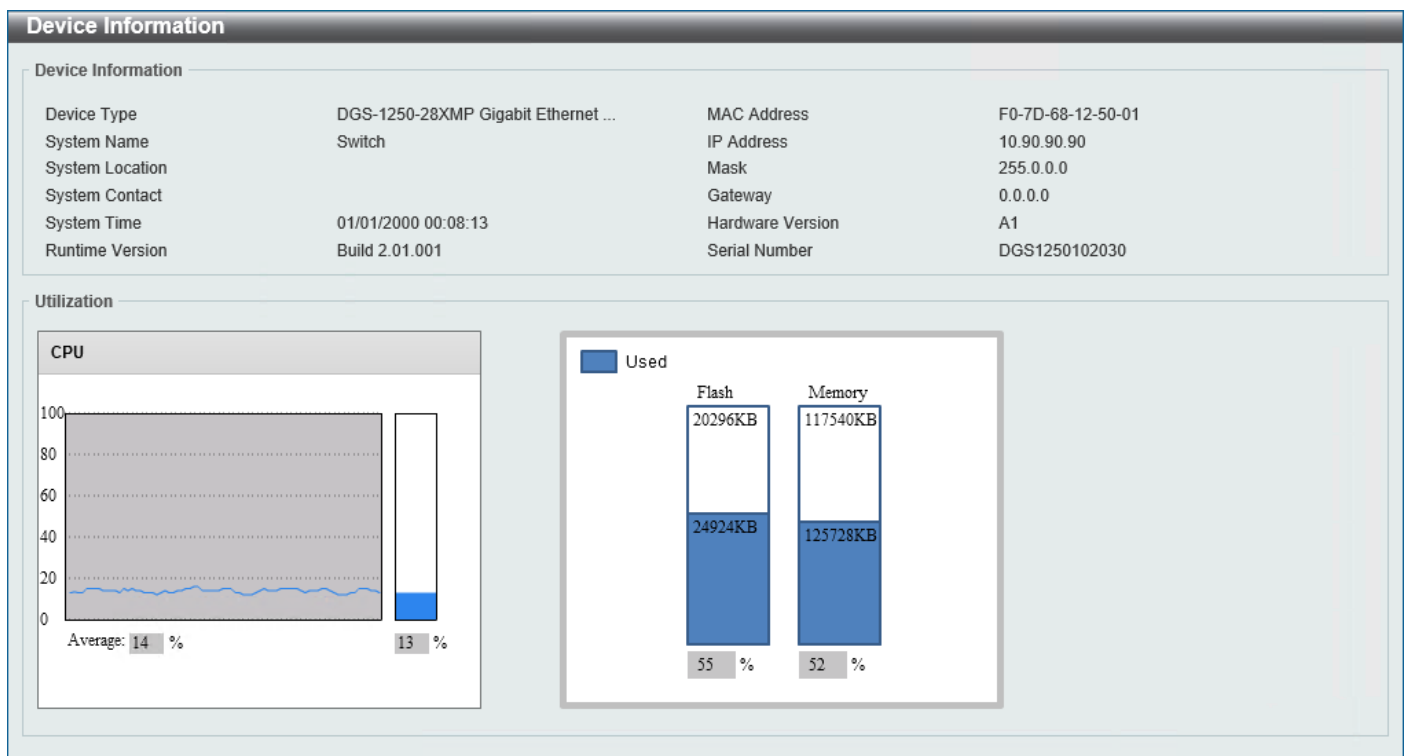 Device Information
Device Information
Device Type DGS-1250-28XMP Gigabit Ethernet ... MAC Address F0-7D-68-12-50-01
System Name Switch IP Address 10.90.90.90
System Location Mask 255.0.0.0
System Contact Gateway 0.0.0.0
System Time 01/01/2000 00:08:13 Hardware Version A1
Runtime Version Build 2.01.001 Serial Number DGS1250102030
Utilization
CPU
100
80
60
40
20
0
Average: 14 % 13 %
Used
Flash Memory
20296KB 117540KB
24924KB 125728KB
55 % 52 %